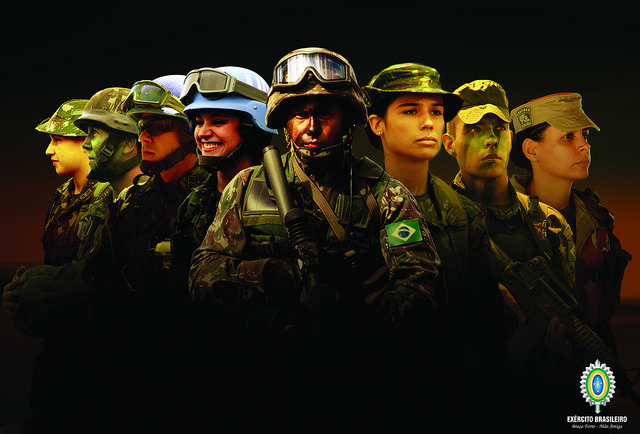 EXÉRCITO BRASILEIRO
Braço Forte - Mão Amiga